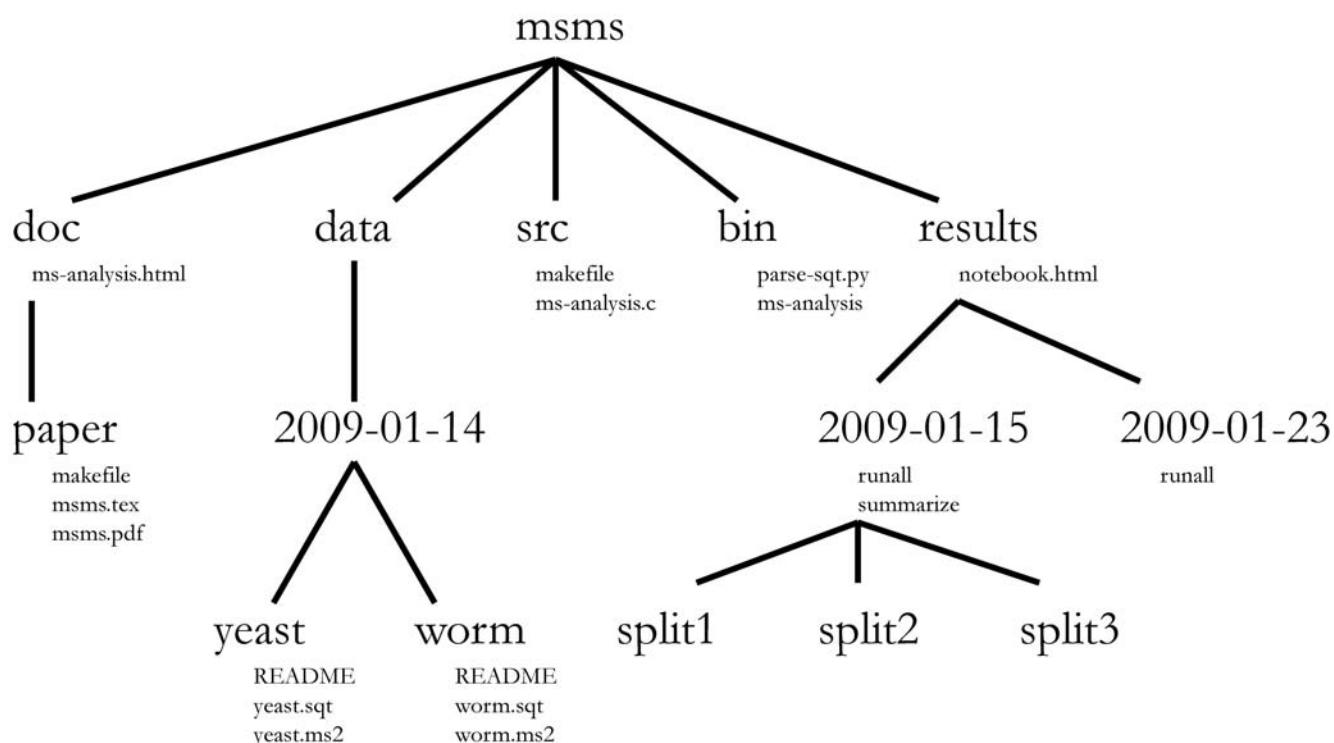 msms
doc
data
src
bin
results
ms-analysis.html
makefile
ms-analysis.c
parse-sqt.py
ms-analysis
notebook.html
paper
makefile
msms.tex
msms.pdf
2009-01-14
2009-01-15
runall
summarize
2009-01-23
runall
yeast
README
yeast.sqt
yeast.ms2
worm
README
worm.sqt
worm.ms2
split1
split2
split3